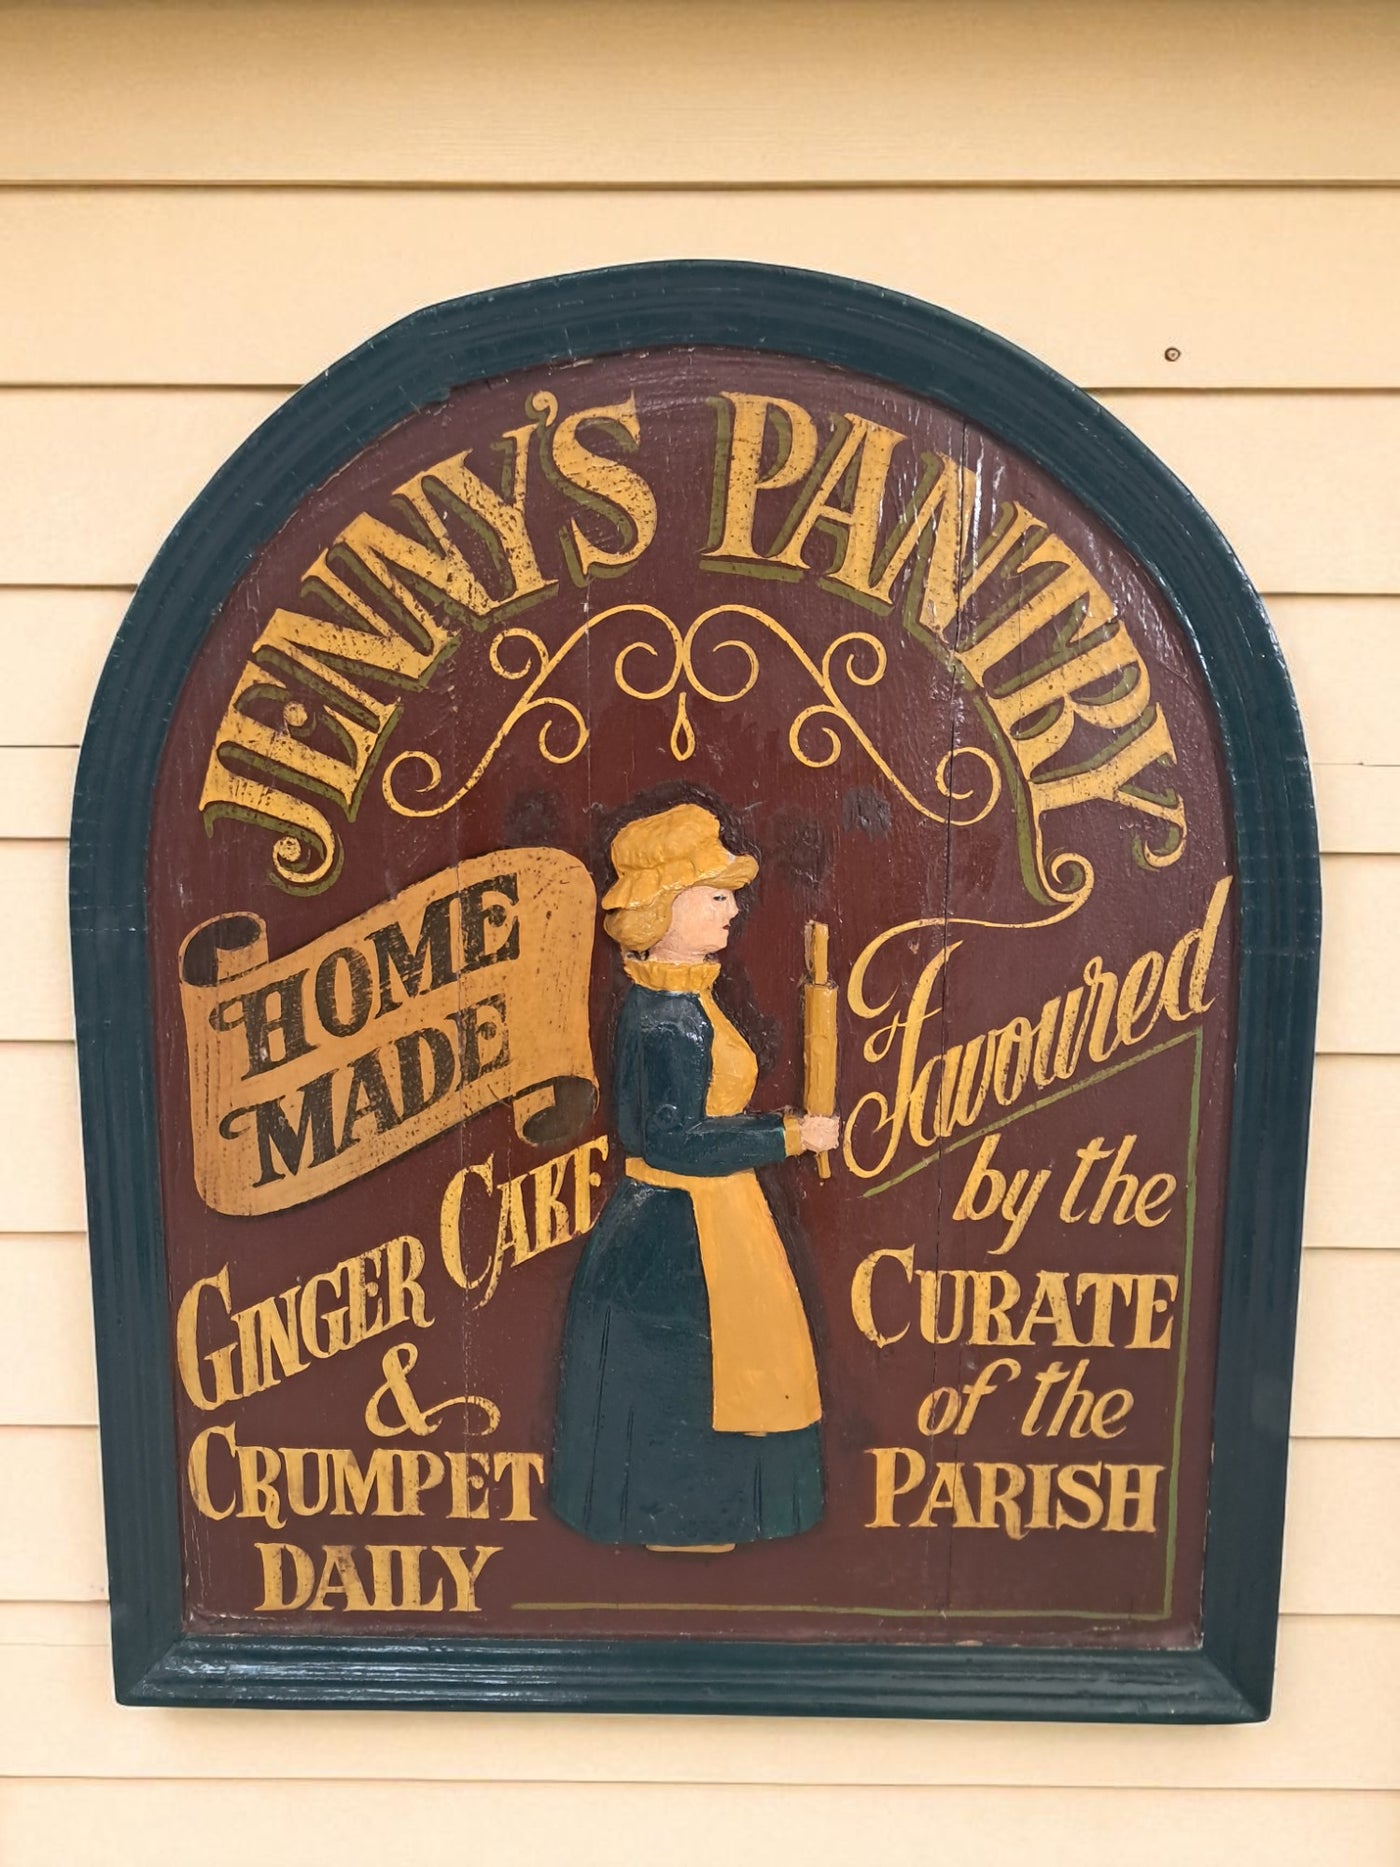 JENNY'S PANTRY
HOME
MADE
GINGER CAKE
&
CRUMPET
DAILY
Favoured
by the
CURATE
of the
PARISH